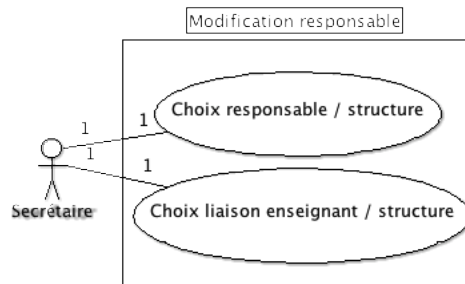 Modification responsable
Choix responsable / structure
1
1
1
1
Secrétaire
Choix liaison enseignant / structure